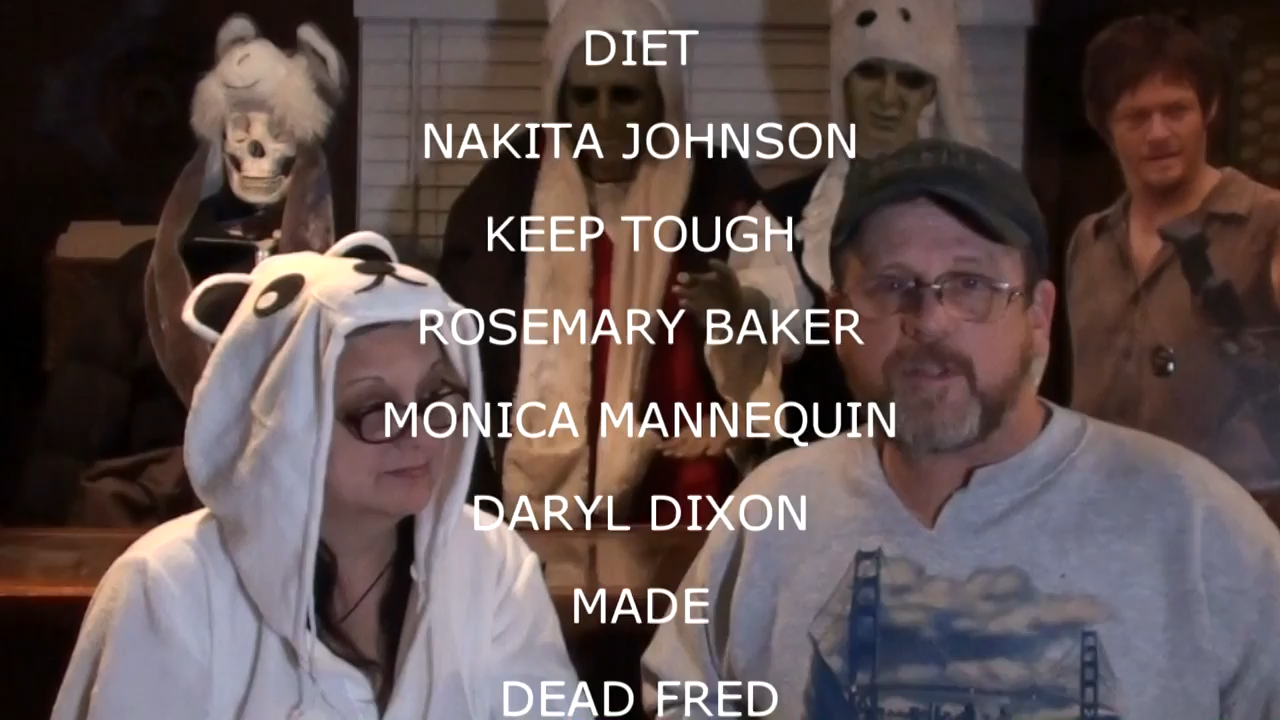 DIET
NAKITA JOHNSON
KEEP TOUGH
ROSEMARY BAKER
MONICA MANNEQUIN
DARYL DIXON
MADE
DEAD FRED